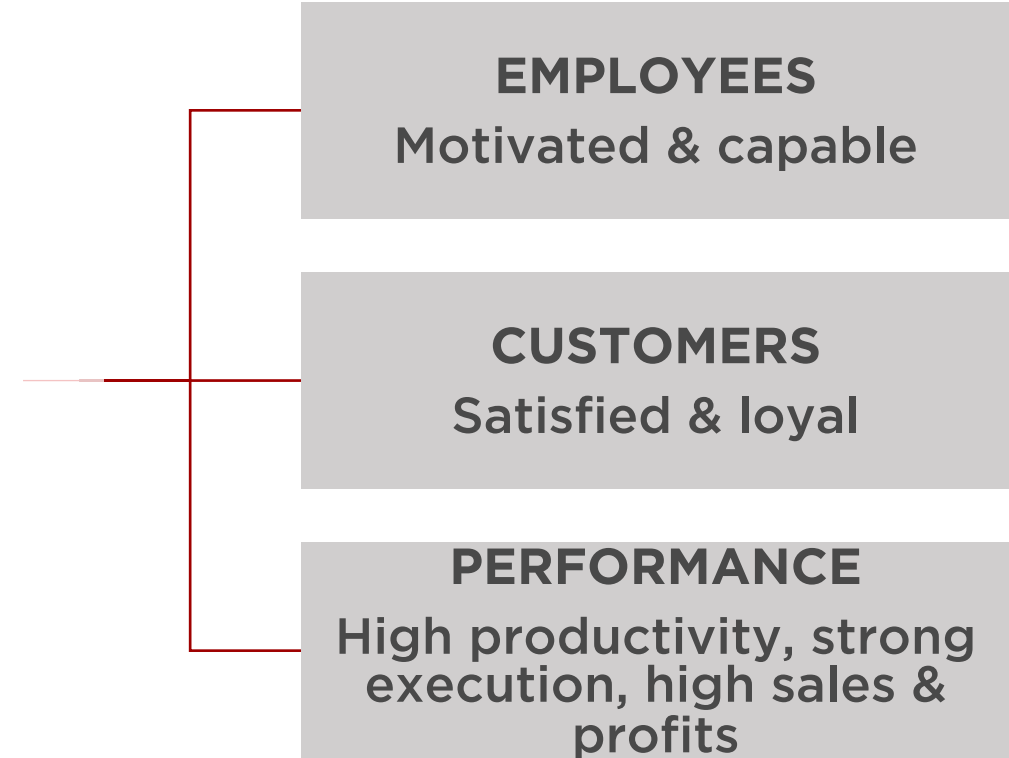 EMPLOYEES
Motivated & capable
CUSTOMERS
Satisfied & loyal
PERFORMANCE
High productivity, strong
execution, high sales &
profits